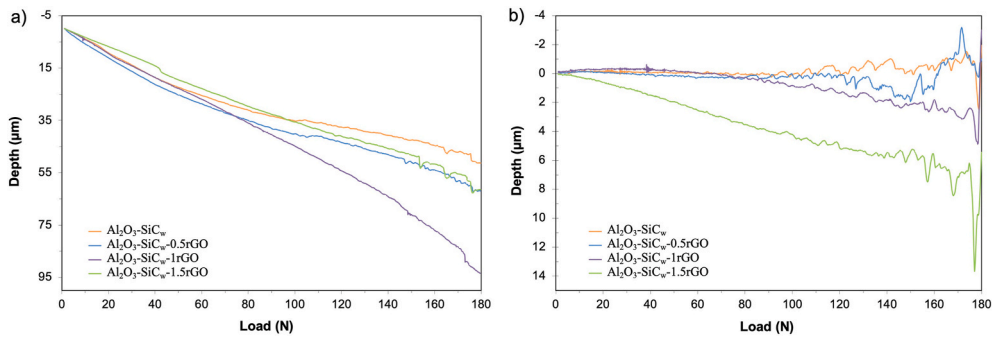 a)
-5
15
35
55
75
95
Depth (μm)
Al₂O₃-SiCw
Al₂O₃-SiCw-0.5rGO
Al₂O₃-SiCw-1rGO
Al₂O₃-SiCw-1.5rGO
0 20 40 60 80 100 120 140 160 180
Load (N)
b)
-4
-2
0
2
4
6
8
10
12
14
Depth (μm)
Al₂O₃-SiCw
Al₂O₃-SiCw-0.5rGO
Al₂O₃-SiCw-1rGO
Al₂O₃-SiCw-1.5rGO
0 20 40 60 80 100 120 140 160 180
Load (N)